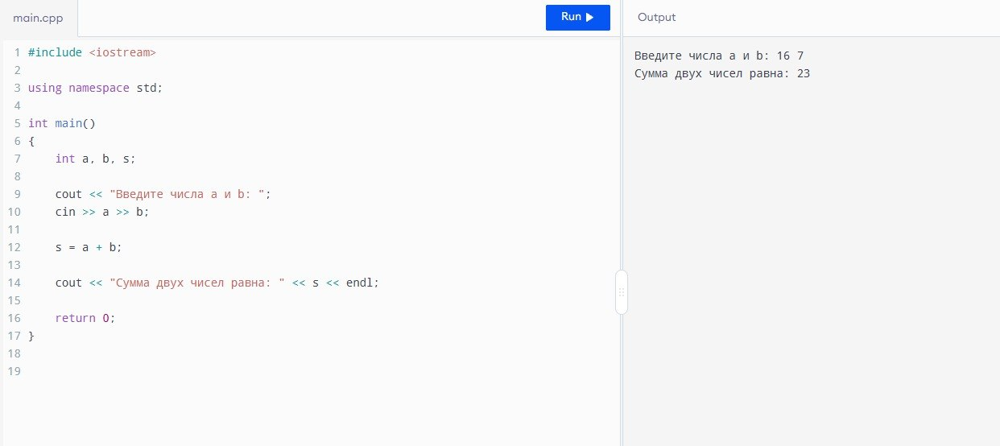 main.cpp
Run
Output
1 #include <iostream>
2
3 using namespace std;
4
5 int main()
6 {
7     int a, b, s;
8
9     cout << "Введите числа a и b: ";
10     cin >> a >> b;
11
12     s = a + b;
13
14     cout << "Сумма двух чисел равна: " << s << endl;
15
16     return 0;
17 }
18
19
Введите числа a и b: 16 7
Сумма двух чисел равна: 23